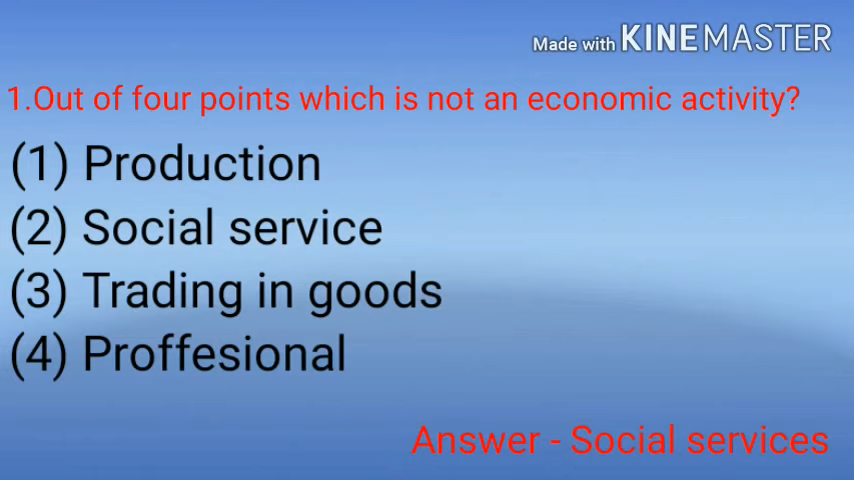 Made with KINEMASTER
1.Out of four points which is not an economic activity?
(1) Production
(2) Social service
(3) Trading in goods
(4) Proffesional
Answer - Social services